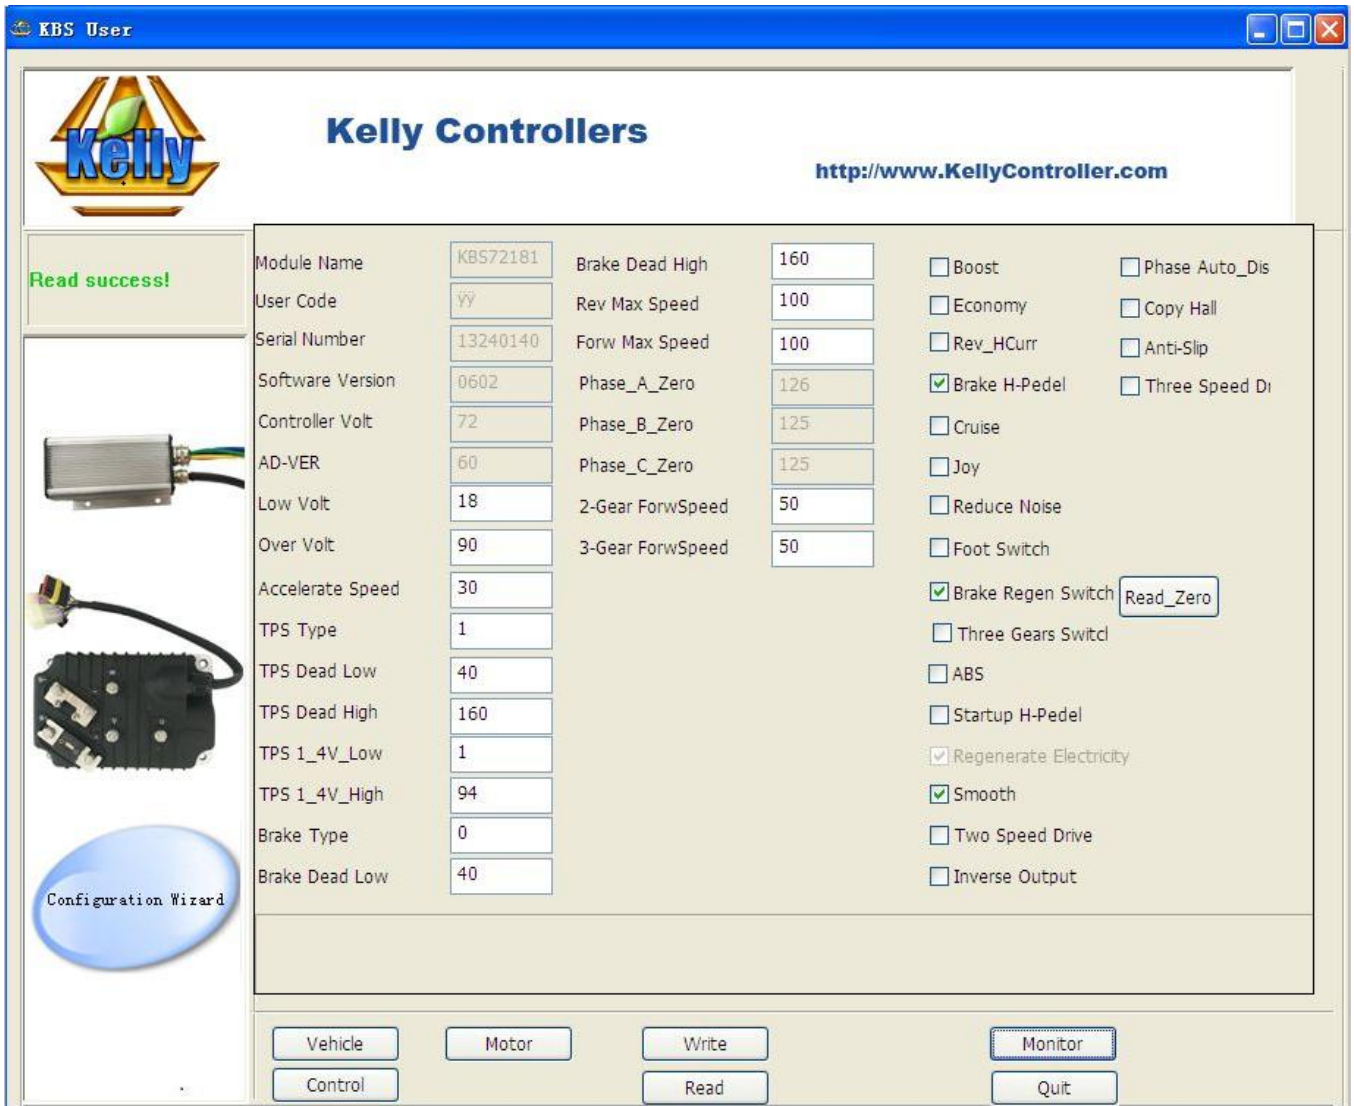 KBS User
Kelly
Kelly Controllers
http://www.KellyController.com
Read success!
Configuration Wizard
Module Name KBS72181
User Code ÿÿ
Serial Number 13240140
Software Version 0602
Controller Volt 72
AD-VER 60
Low Volt 18
Over Volt 90
Accelerate Speed 30
TPS Type 1
TPS Dead Low 40
TPS Dead High 160
TPS 1_4V_Low 1
TPS 1_4V_High 94
Brake Type 0
Brake Dead Low 40
Brake Dead High 160
Rev Max Speed 100
Forw Max Speed 100
Phase_A_Zero 126
Phase_B_Zero 125
Phase_C_Zero 125
2-Gear ForwSpeed 50
3-Gear ForwSpeed 50
Boost
Economy
Rev_HCurr
Brake H-Pedel
Cruise
Joy
Reduce Noise
Foot Switch
Brake Regen Switch
Three Gears Switcl
ABS
Startup H-Pedel
Regenerate Electricity
Smooth
Two Speed Drive
Inverse Output
Phase Auto_Dis
Copy Hall
Anti-Slip
Three Speed Dr
Read_Zero
Vehicle
Motor
Write
Monitor
Control
Read
Quit